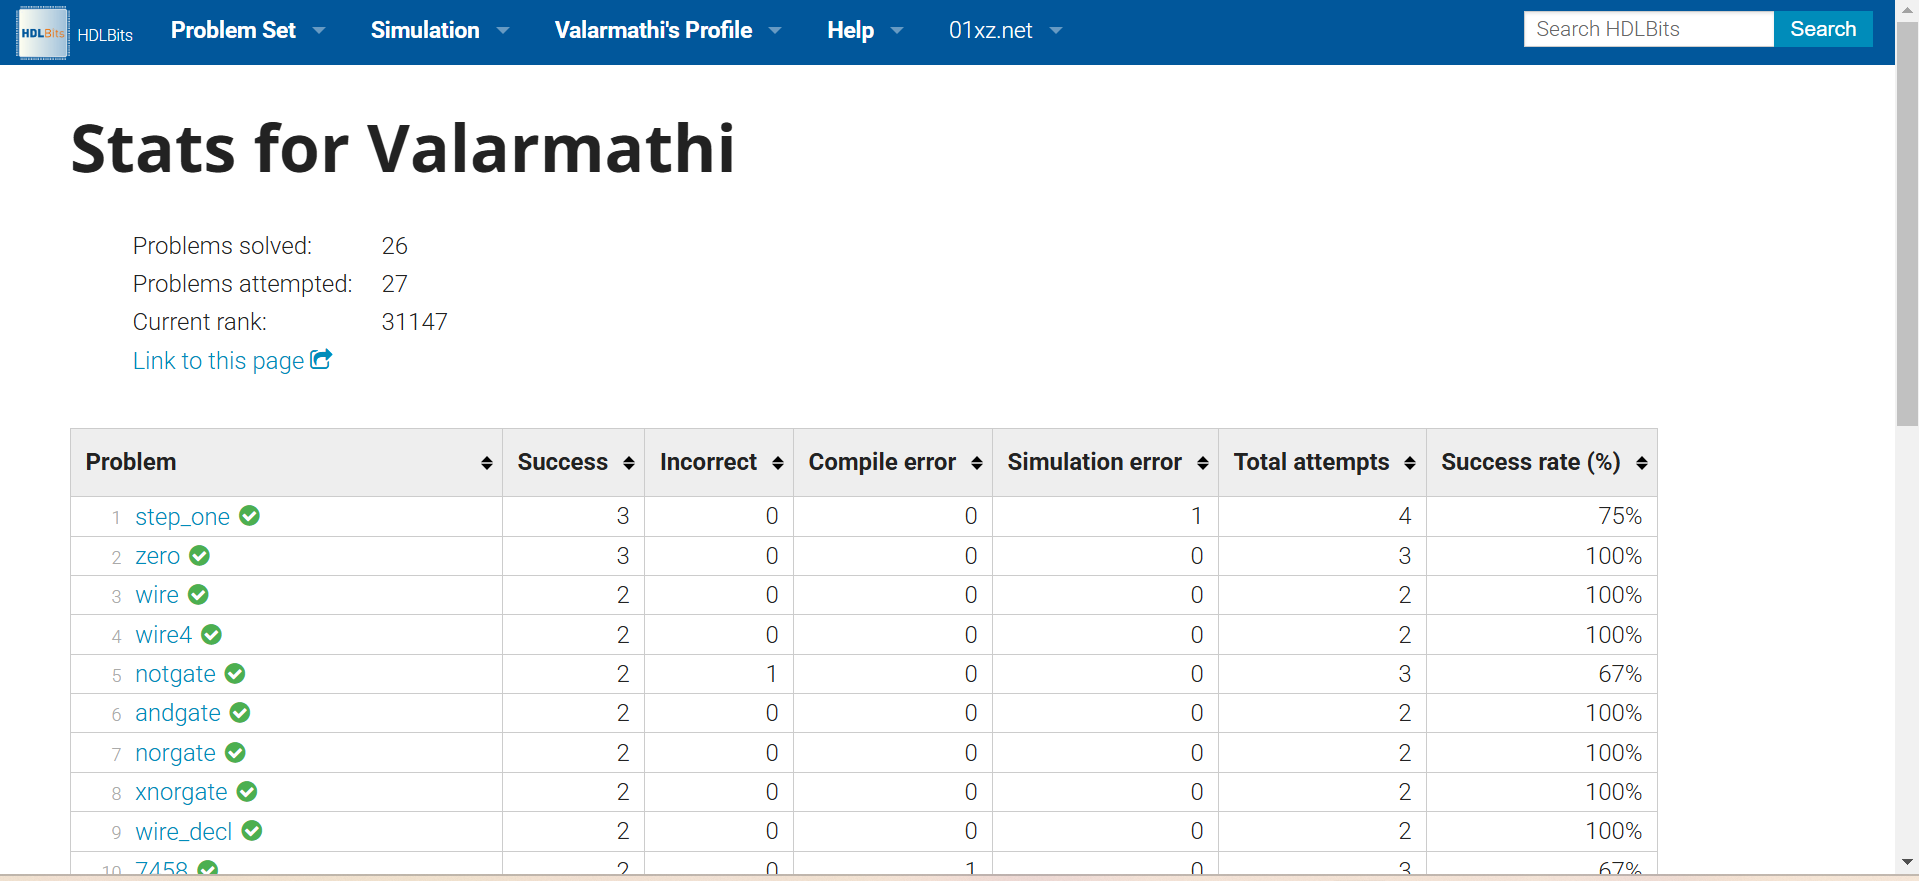 HDLBits HDLBits Problem Set Simulation Valarmathi's Profile Help 01xz.net Search HDLBits Search
Stats for Valarmathi
Problems solved: 26
Problems attempted: 27
Current rank: 31147
Link to this page
Problem Success Incorrect Compile error Simulation error Total attempts Success rate (%)
1 step_one 3 0 0 1 4 75%
2 zero 3 0 0 0 3 100%
3 wire 2 0 0 0 2 100%
4 wire4 2 0 0 0 2 100%
5 notgate 2 1 0 0 3 67%
6 andgate 2 0 0 0 2 100%
7 norgate 2 0 0 0 2 100%
8 xnorgate 2 0 0 0 2 100%
9 wire_decl 2 0 0 0 2 100%
10 7458 2 0 1 0 3 67%